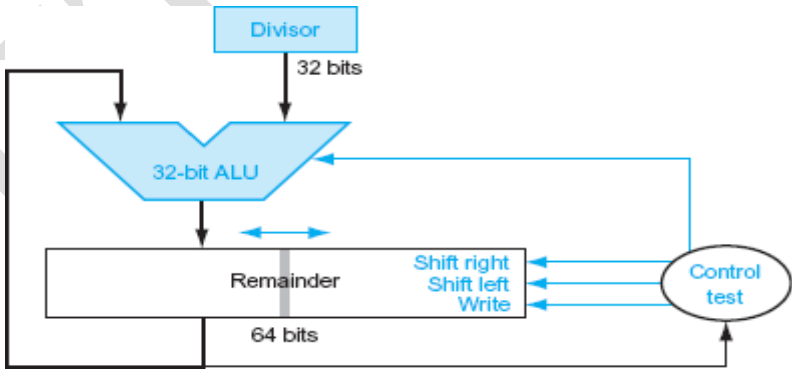 Divisor
32 bits
32-bit ALU
Remainder
Shift right
Shift left
Write
Control
test
64 bits